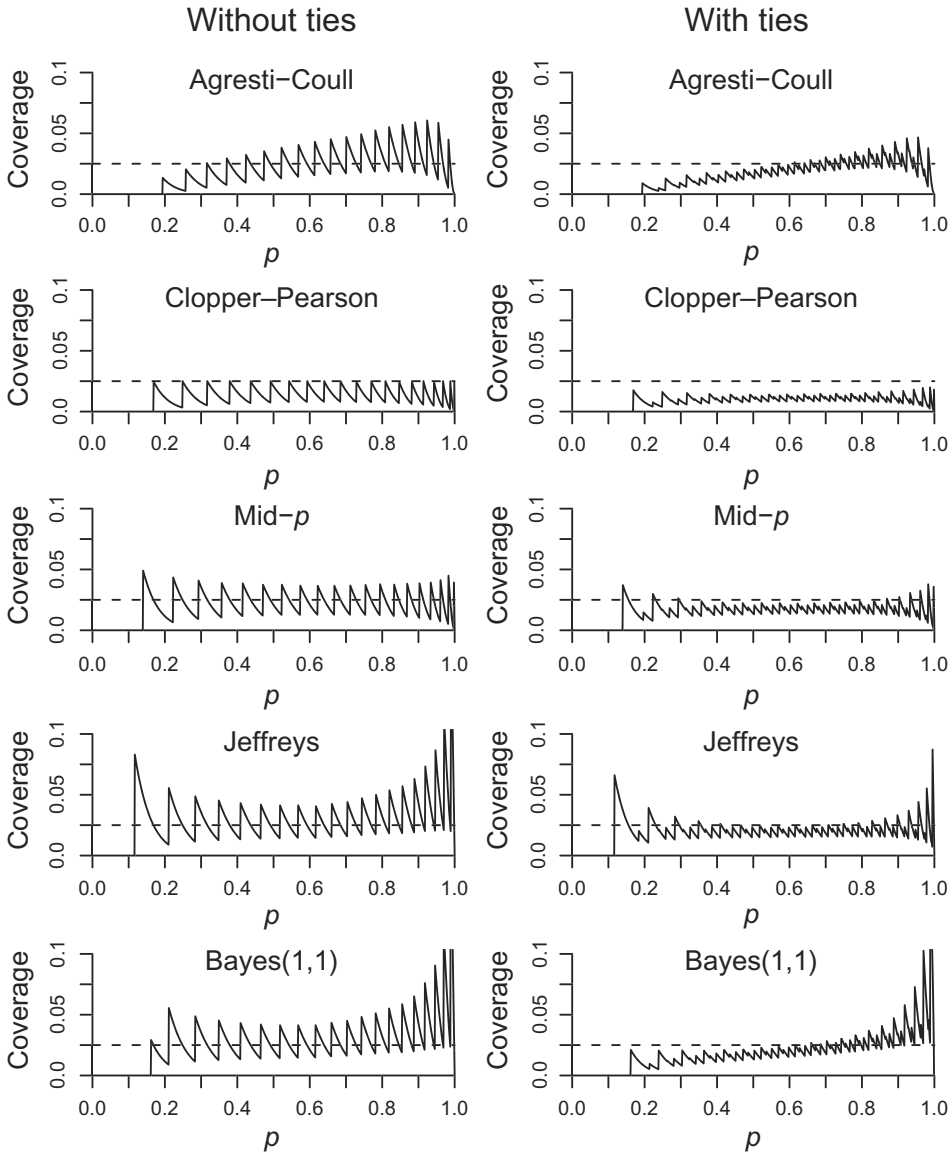 Without ties With ties
Agresti−Coull Agresti−Coull
Coverage Coverage
0.0 0.05 0.1 0.0 0.05 0.1
0.0 0.2 0.4 0.6 0.8 1.0 0.0 0.2 0.4 0.6 0.8 1.0
p p
Clopper–Pearson Clopper–Pearson
Coverage Coverage
0.0 0.05 0.1 0.0 0.05 0.1
0.0 0.2 0.4 0.6 0.8 1.0 0.0 0.2 0.4 0.6 0.8 1.0
p p
Mid−p Mid−p
Coverage Coverage
0.0 0.05 0.1 0.0 0.05 0.1
0.0 0.2 0.4 0.6 0.8 1.0 0.0 0.2 0.4 0.6 0.8 1.0
p p
Jeffreys Jeffreys
Coverage Coverage
0.0 0.05 0.1 0.0 0.05 0.1
0.0 0.2 0.4 0.6 0.8 1.0 0.0 0.2 0.4 0.6 0.8 1.0
p p
Bayes(1,1) Bayes(1,1)
Coverage Coverage
0.0 0.05 0.1 0.0 0.05 0.1
0.0 0.2 0.4 0.6 0.8 1.0 0.0 0.2 0.4 0.6 0.8 1.0
p p